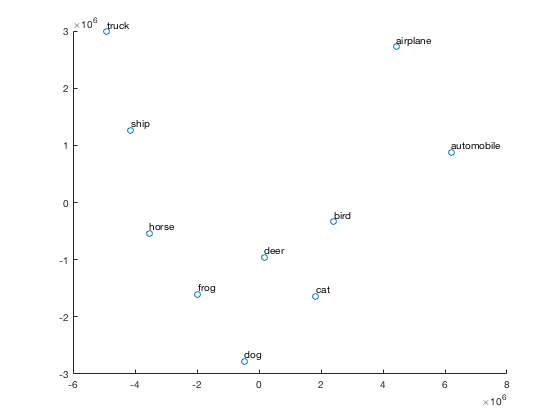 ×10⁶
truck
3
airplane
2
ship
1
automobile
0
bird
horse
deer
-1
frog
cat
-2
dog
-3
-6
-4
-2
0
2
4
6
8
×10⁶